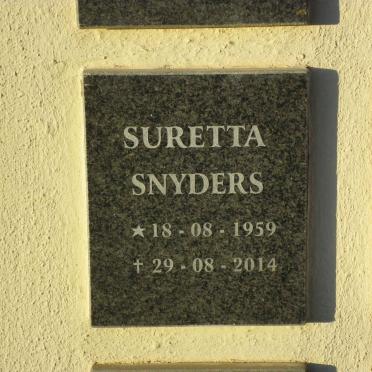 SURETTA
SNYDERS
★ 18 - 08 - 1959
† 29 - 08 - 2014